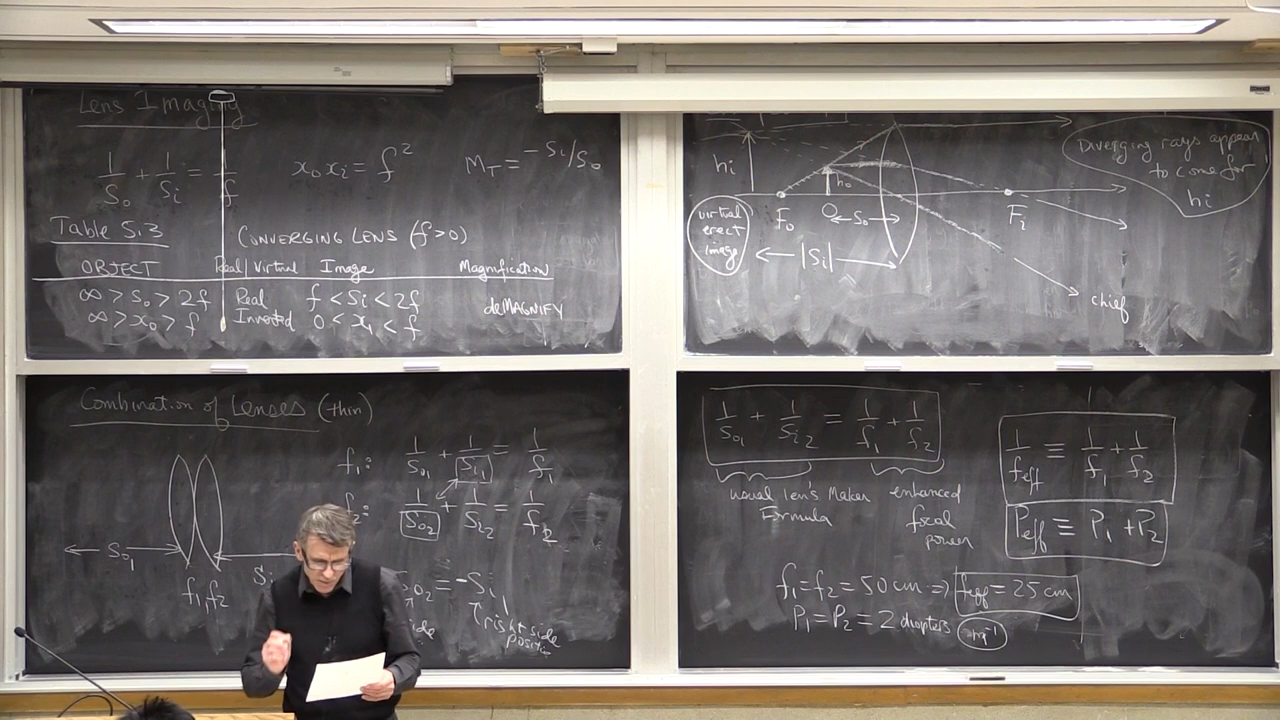 Lens Imaging
1/So + 1/Si = 1/f
xo xi = f²
MT = -Si/So
Table 5.3
CONVERGING LENS (f>0)
OBJECT Real/Virtual Image Magnification
∞ > So > 2f Real f < Si < 2f deMAGNIFY
∞ > xo > f Inverted 0 < xi < f
hi
ho
Fo
O
So
Fi
|Si|
chief
virtual
erect
image
Diverging rays appear
to come for
hi
Combination of Lenses (thin)
f1: 1/So1 + 1/Si1 = 1/f1
f2: 1/So2 + 1/Si2 = 1/f2
So1
f1, f2
Si
So2 = -Si1
right side
positive
1/So1 + 1/Si2 = 1/f1 + 1/f2
usual len's Maker
Formula
enhanced
focal
power
1/feff ≡ 1/f1 + 1/f2
Peff ≡ P1 + P2
f1 = f2 = 50 cm ⇒ feff = 25 cm
P1 = P2 = 2 diopters